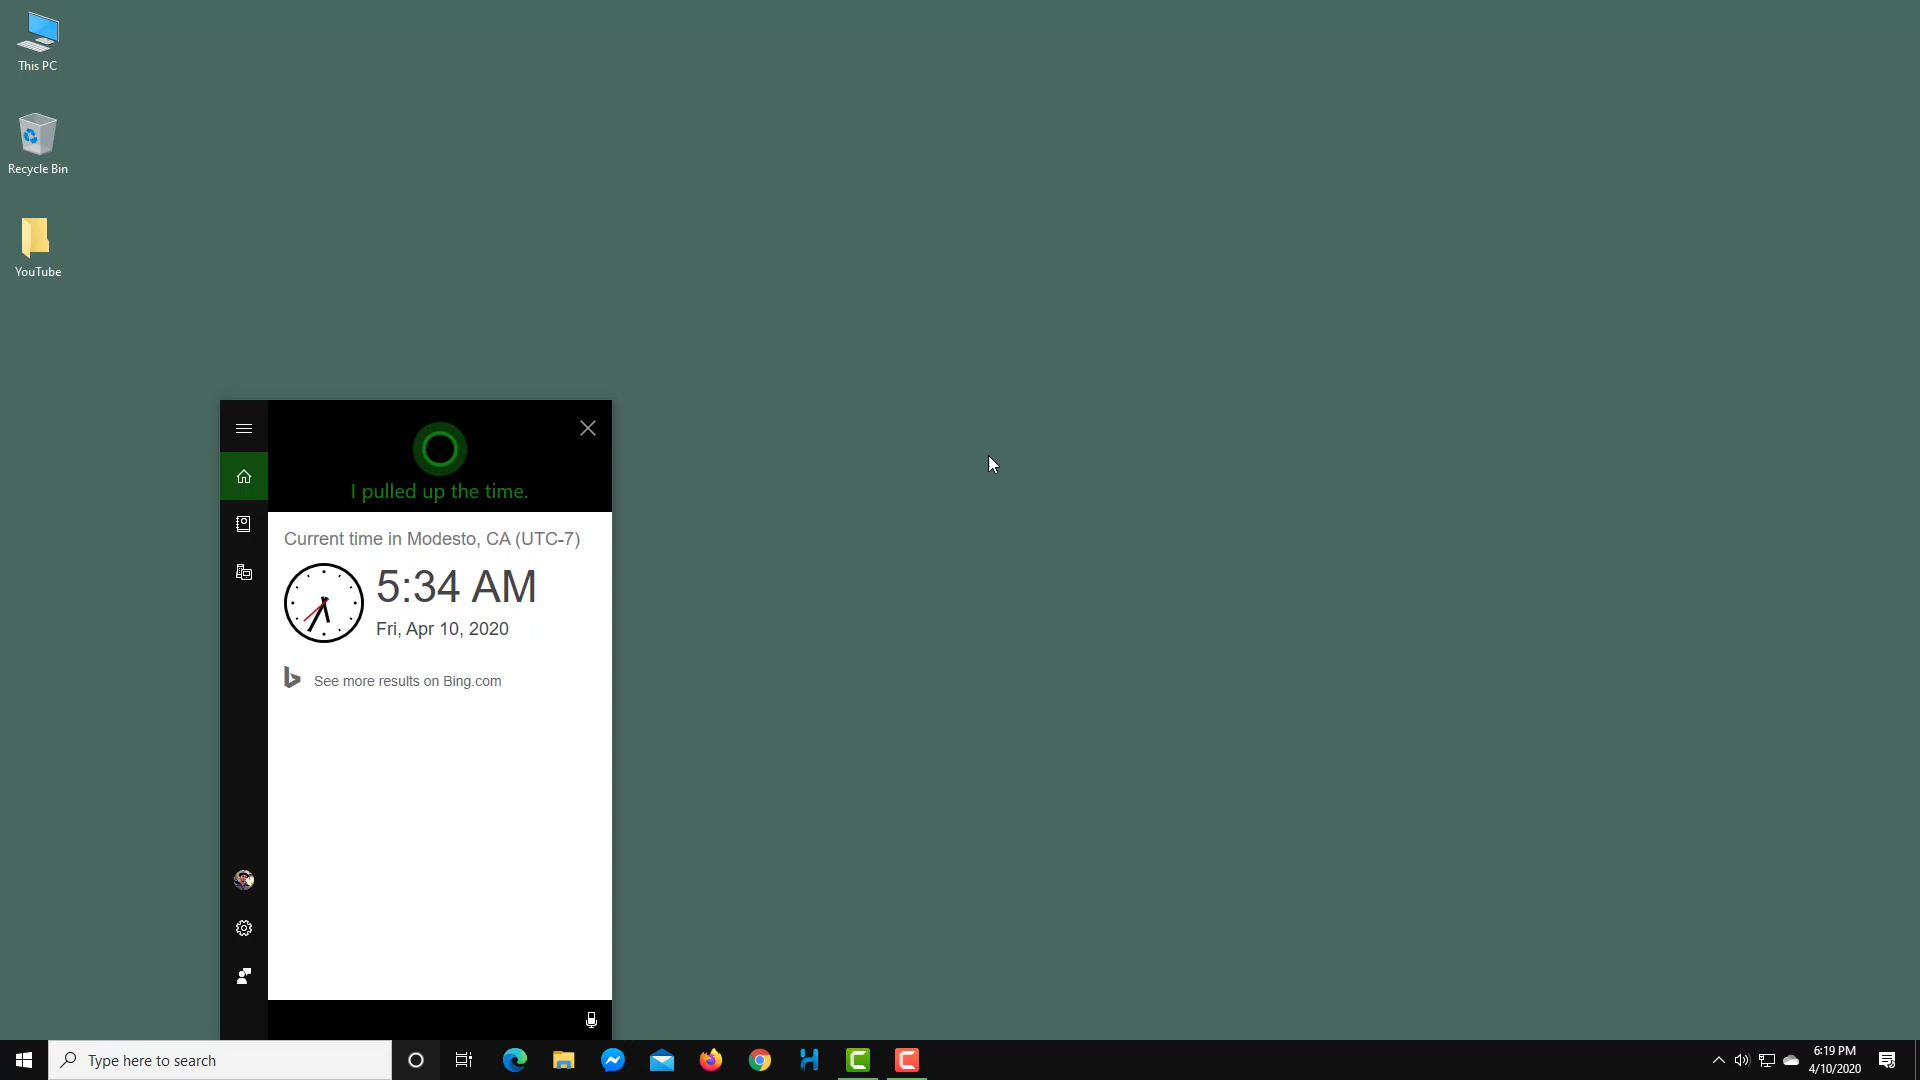 This PC
Recycle Bin
YouTube
I pulled up the time.
Current time in Modesto, CA (UTC-7)
5:34 AM
Fri, Apr 10, 2020
See more results on Bing.com
Type here to search
6:19 PM
4/10/2020